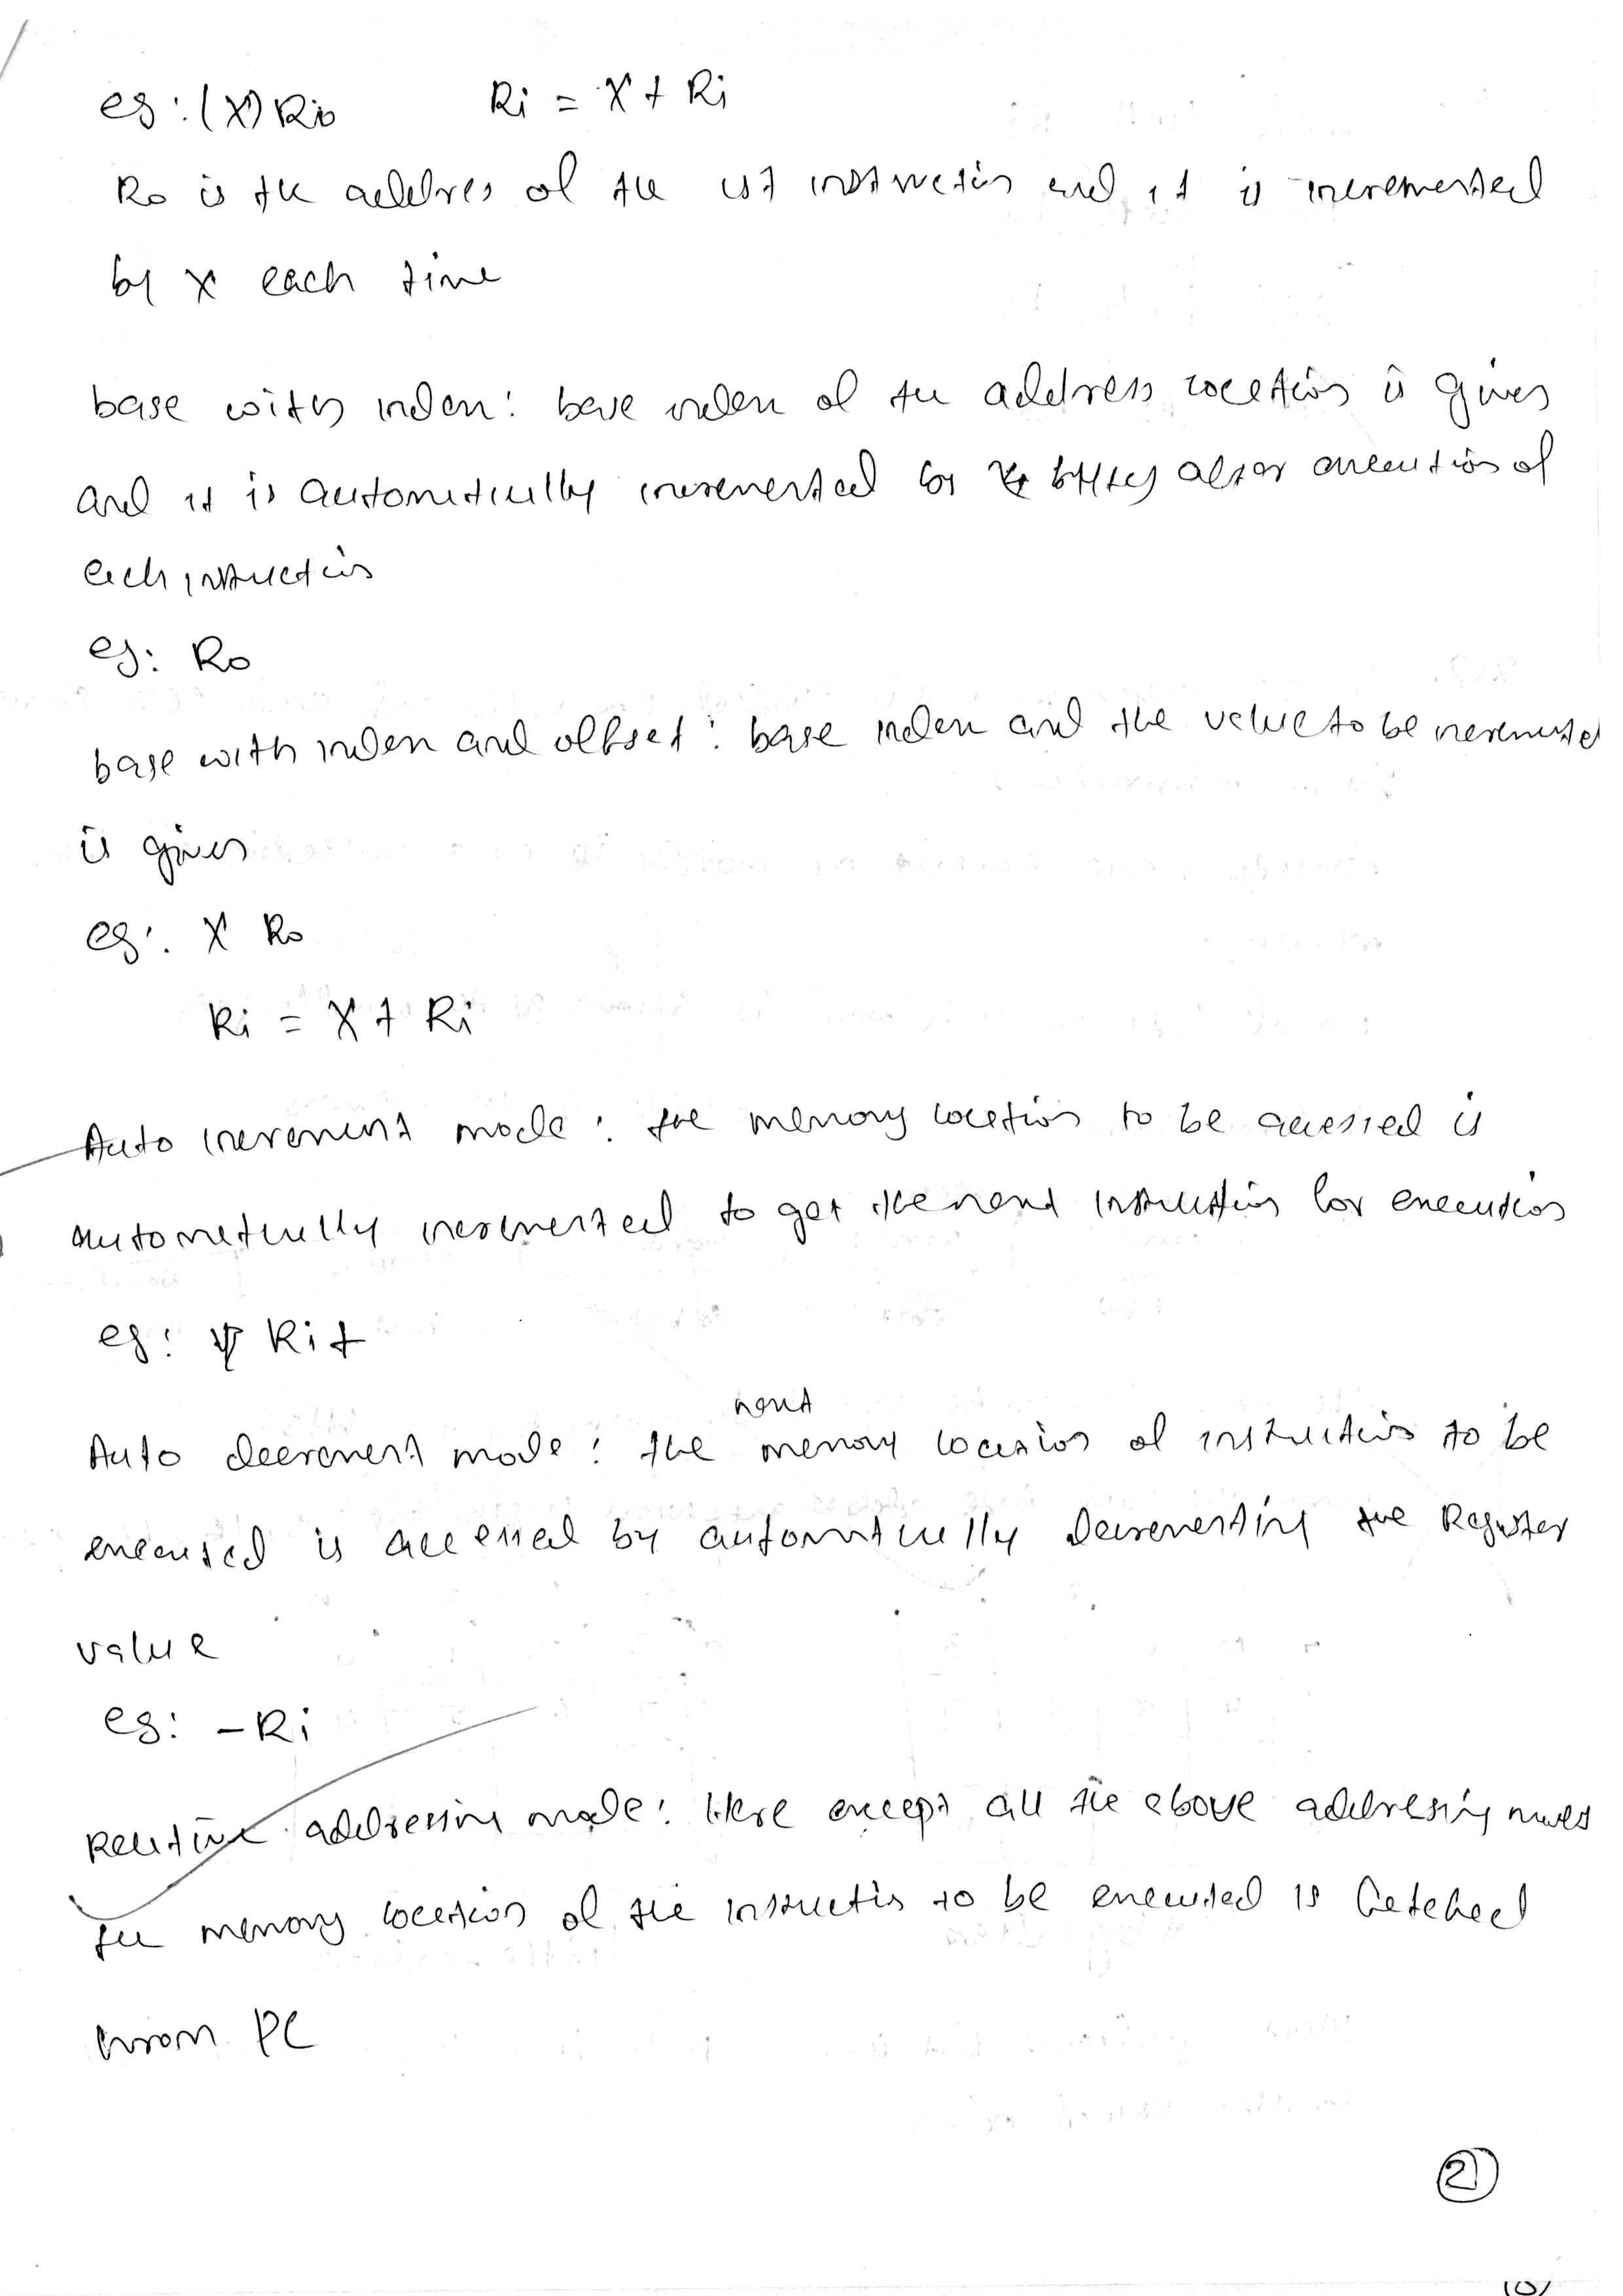 eg: (X) Ri Ri = X + Ri
Ro is the addres of the 1st instruction and it is incremented
by x each time
base with index: base index of the address location is given
and it is automatically incremented by bytes after execution of
each instruction
eg: Ro
base with index and offset: base index and the value to be incremented
is given
eg: X Ro
Ri = X + Ri
Auto increment mode: the memory location to be accessed is
automatically incremented to get the next instruction for execution
eg: Ri+
next
Auto decrement mode: the memory location of instruction to be
executed is accessed by automatically decrementing the Register
value
eg: -Ri
Relative addressing mode: Here except all the above addressing modes
the memory location of the instruction to be executed is fetched
from PC
2